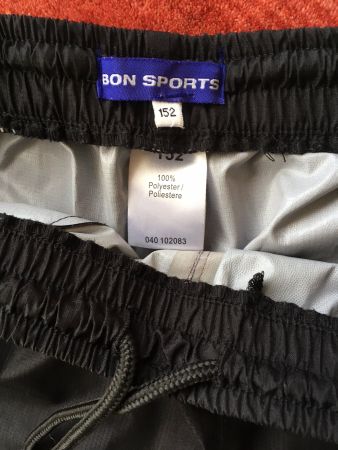 BON SPORTS
152
152
100%
Polyester/
Poliestere
040 102083